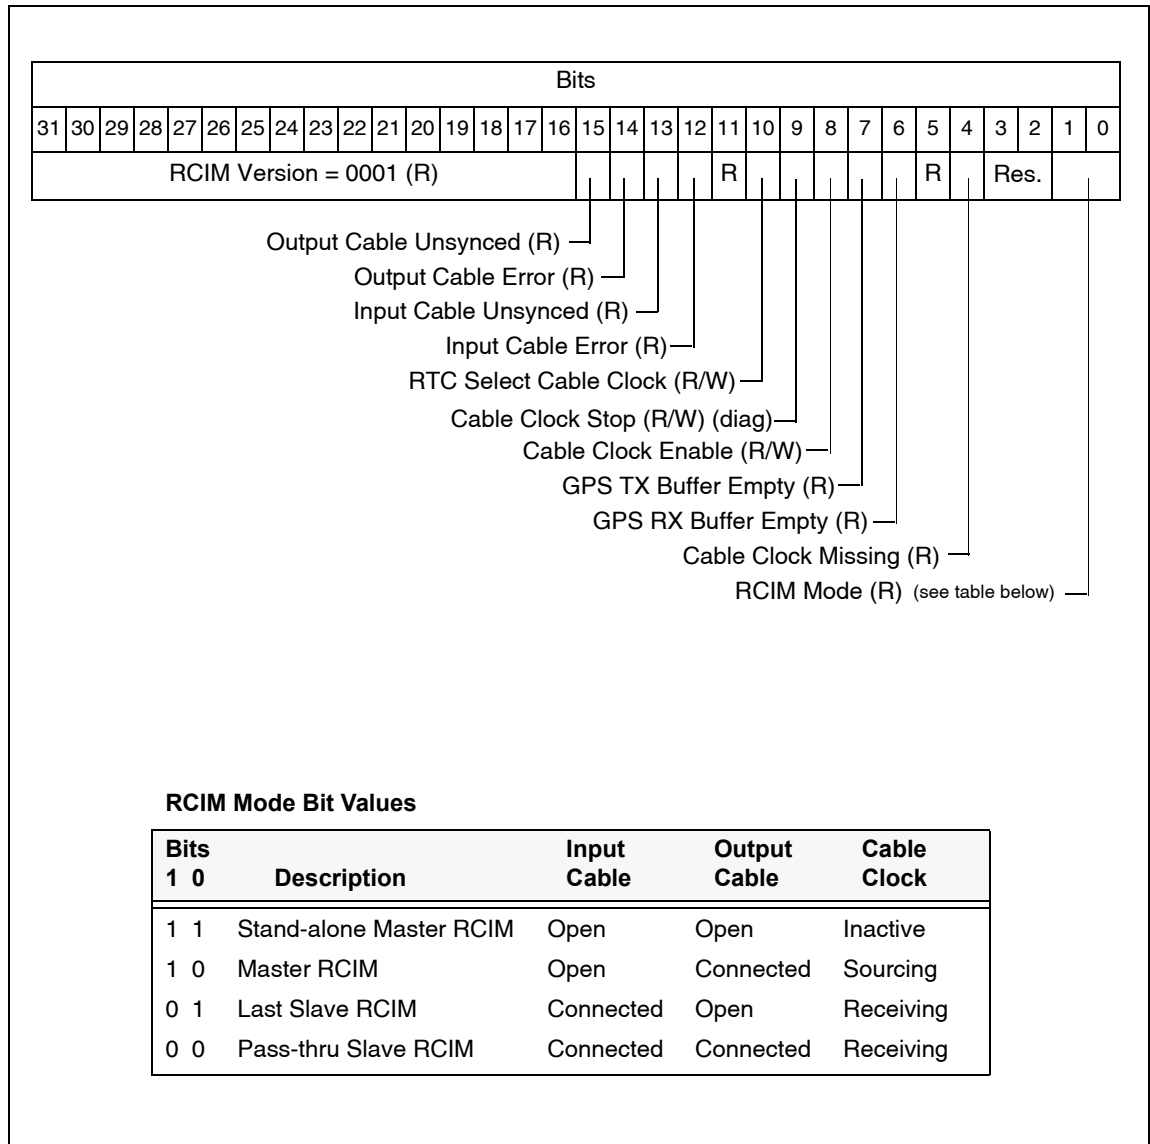 Bits
31 30 29 28 27 26 25 24 23 22 21 20 19 18 17 16 15 14 13 12 11 10 9 8 7 6 5 4 3 2 1 0
RCIM Version = 0001 (R) R R Res.
Output Cable Unsynced (R)
Output Cable Error (R)
Input Cable Unsynced (R)
Input Cable Error (R)
RTC Select Cable Clock (R/W)
Cable Clock Stop (R/W) (diag)
Cable Clock Enable (R/W)
GPS TX Buffer Empty (R)
GPS RX Buffer Empty (R)
Cable Clock Missing (R)
RCIM Mode (R) (see table below)
RCIM Mode Bit Values
Bits Input Output Cable
1 0 Description Cable Cable Clock
1 1 Stand-alone Master RCIM Open Open Inactive
1 0 Master RCIM Open Connected Sourcing
0 1 Last Slave RCIM Connected Open Receiving
0 0 Pass-thru Slave RCIM Connected Connected Receiving